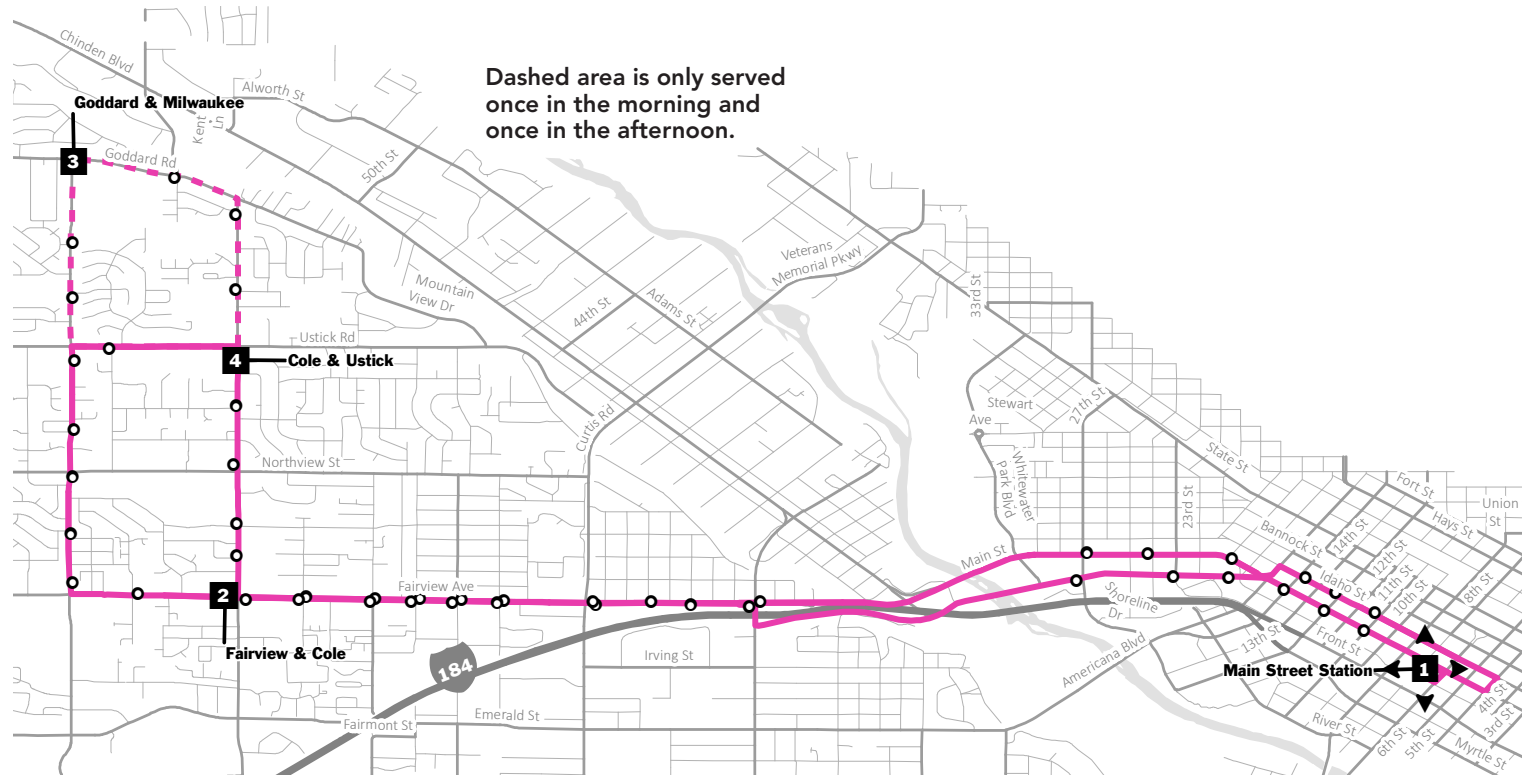 Chinden Blvd
Dashed area is only served
once in the morning and
once in the afternoon.
Goddard & Milwaukee
Alworth St
Kent
Ln
3
Goddard Rd
50th St
Veterans
Memorial Pkwy
Mountain
View Dr
44th St
Adams St
33rd St
Ustick Rd
4
Cole & Ustick
Curtis Rd
Stewart
Ave
27th St
Northview St
Whitewater
Park Blvd
State St
23rd St
Fort St
Union
St
Hays St
Bannock St
14th St
Main St
12th St
Idaho St
11th St
10th St
8th St
2
Fairview Ave
Shoreline
Dr
13th St
Front St
Fairview & Cole
184
Irving St
Americana Blvd
Main Street Station
1
4th St
3rd St
Fairmont St
Emerald St
River St
6th St
5th St
Myrtle St